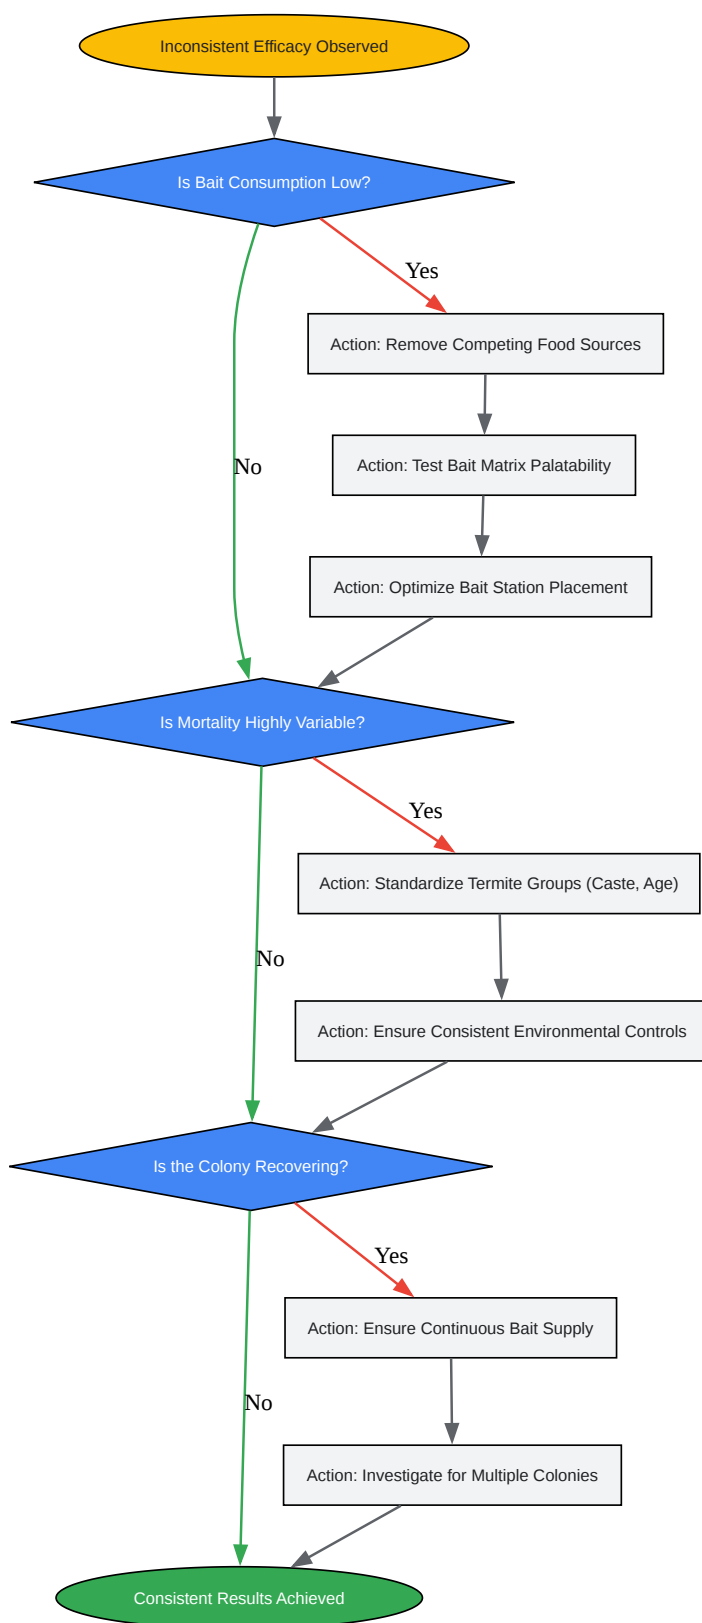 Inconsistent Efficacy Observed
Is Bait Consumption Low?
Yes
Action: Remove Competing Food Sources
Action: Test Bait Matrix Palatability
No
Action: Optimize Bait Station Placement
Is Mortality Highly Variable?
Yes
Action: Standardize Termite Groups (Caste, Age)
No
Action: Ensure Consistent Environmental Controls
Is the Colony Recovering?
Yes
Action: Ensure Continuous Bait Supply
No
Action: Investigate for Multiple Colonies
Consistent Results Achieved